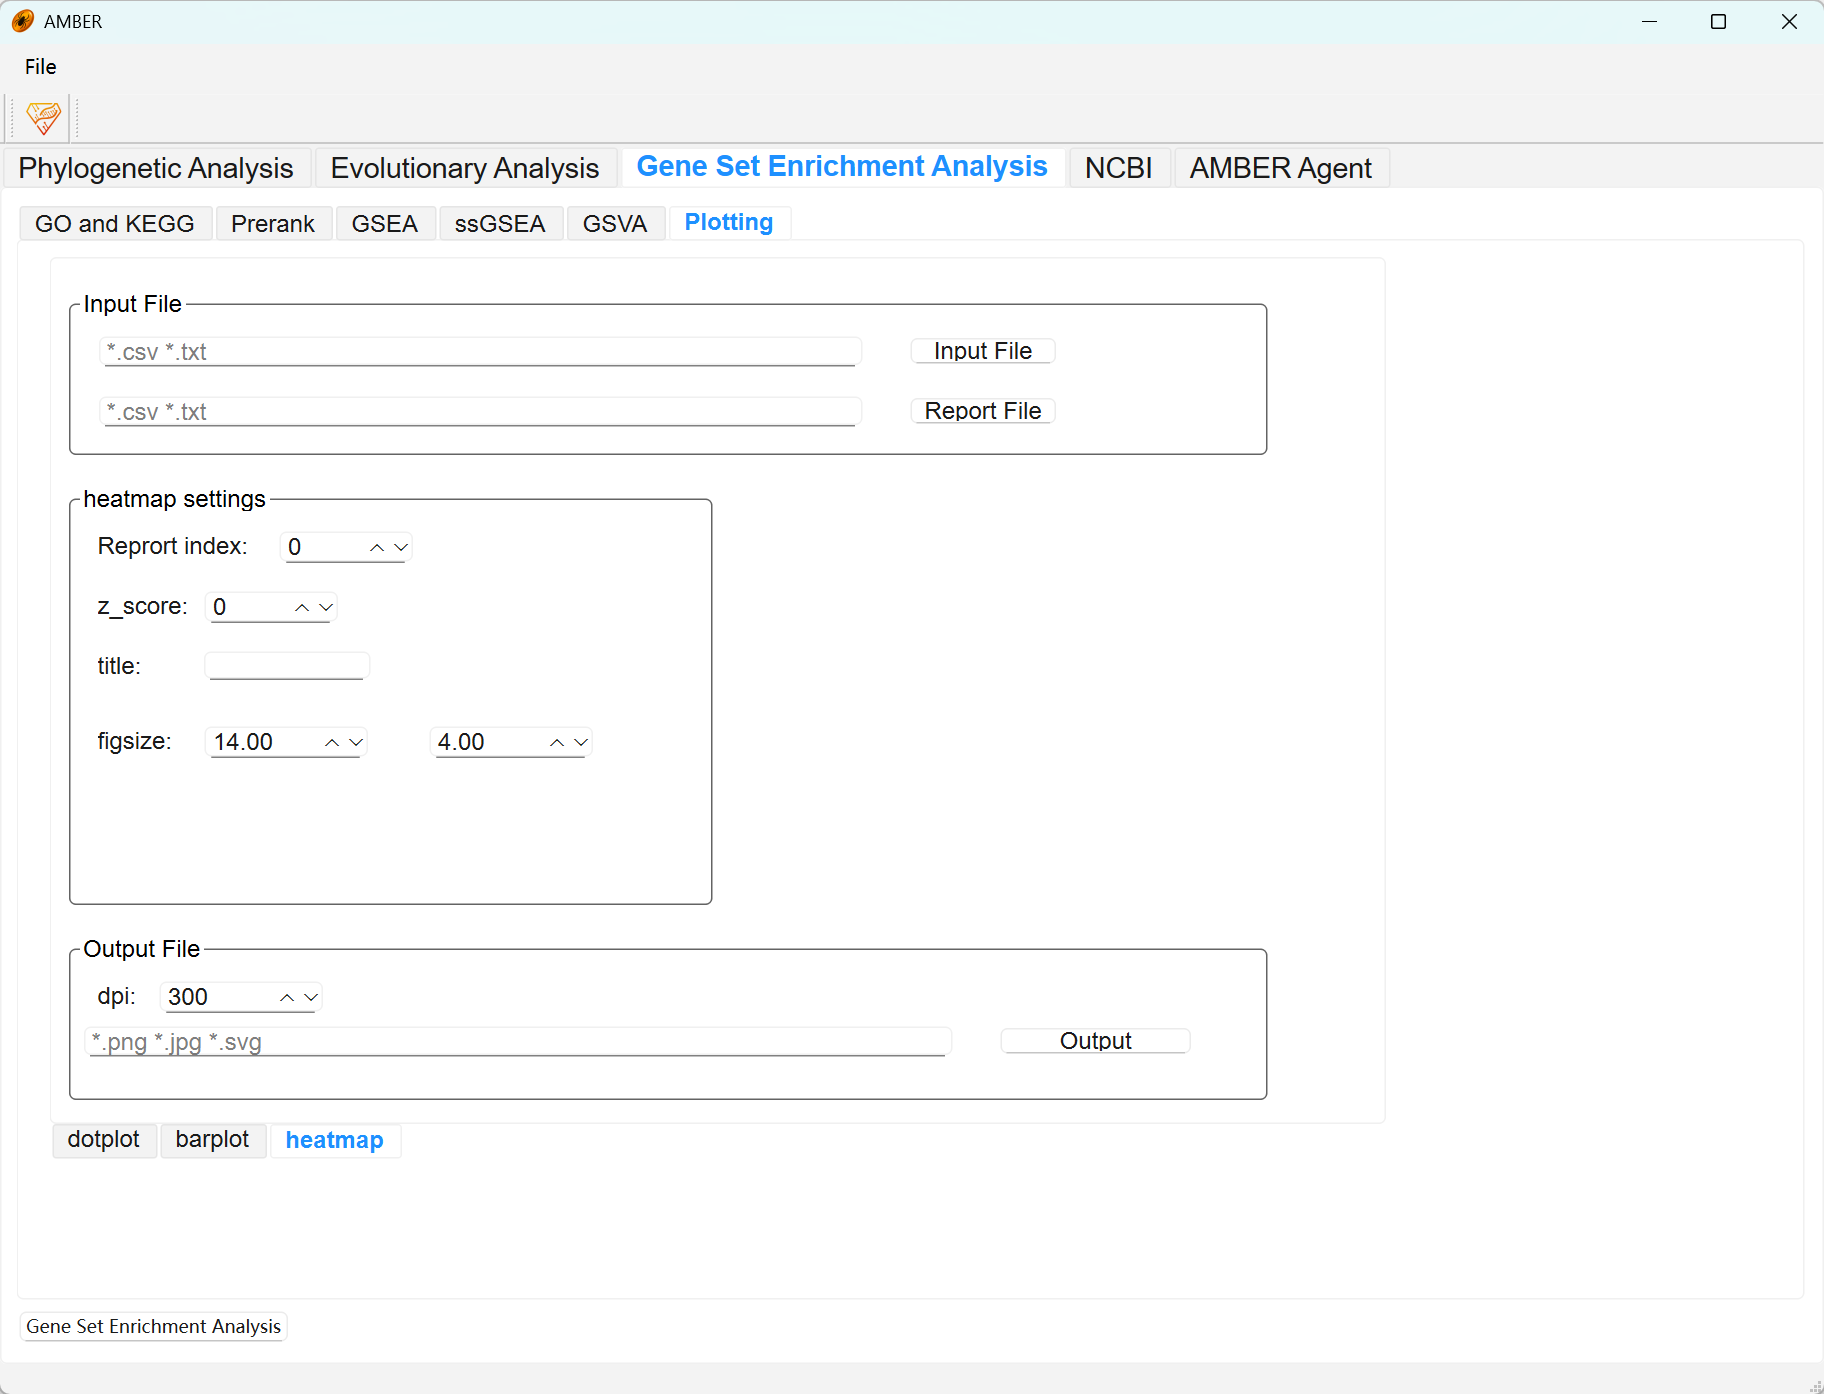 AMBER
File
Phylogenetic Analysis Evolutionary Analysis Gene Set Enrichment Analysis NCBI AMBER Agent
GO and KEGG Prerank GSEA ssGSEA GSVA Plotting
Input File
*.csv *.txt Input File
*.csv *.txt Report File
heatmap settings
Reprort index: 0
z_score: 0
title:
figsize: 14.00 4.00
Output File
dpi: 300
*.png *.jpg *.svg Output
dotplot barplot heatmap
Gene Set Enrichment Analysis